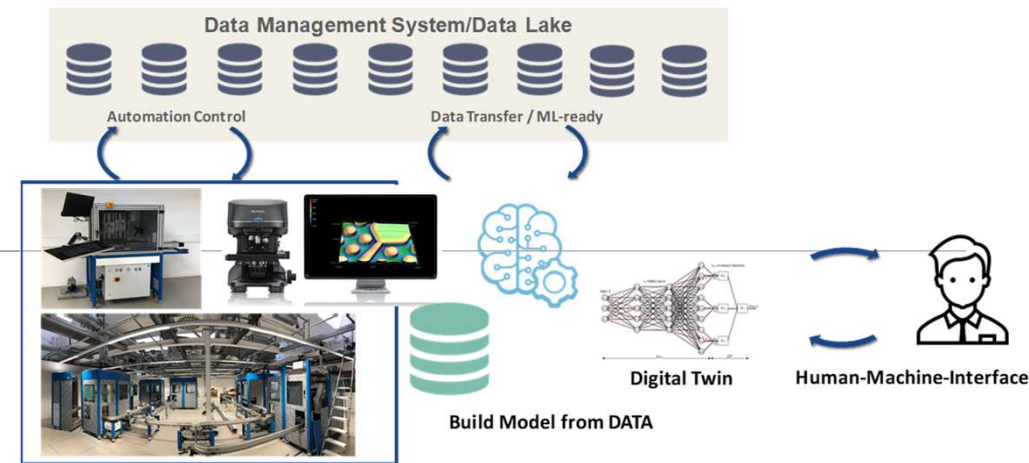 Data Management System/Data Lake
Automation Control
Data Transfer / ML-ready
Digital Twin
Human-Machine-Interface
Build Model from DATA